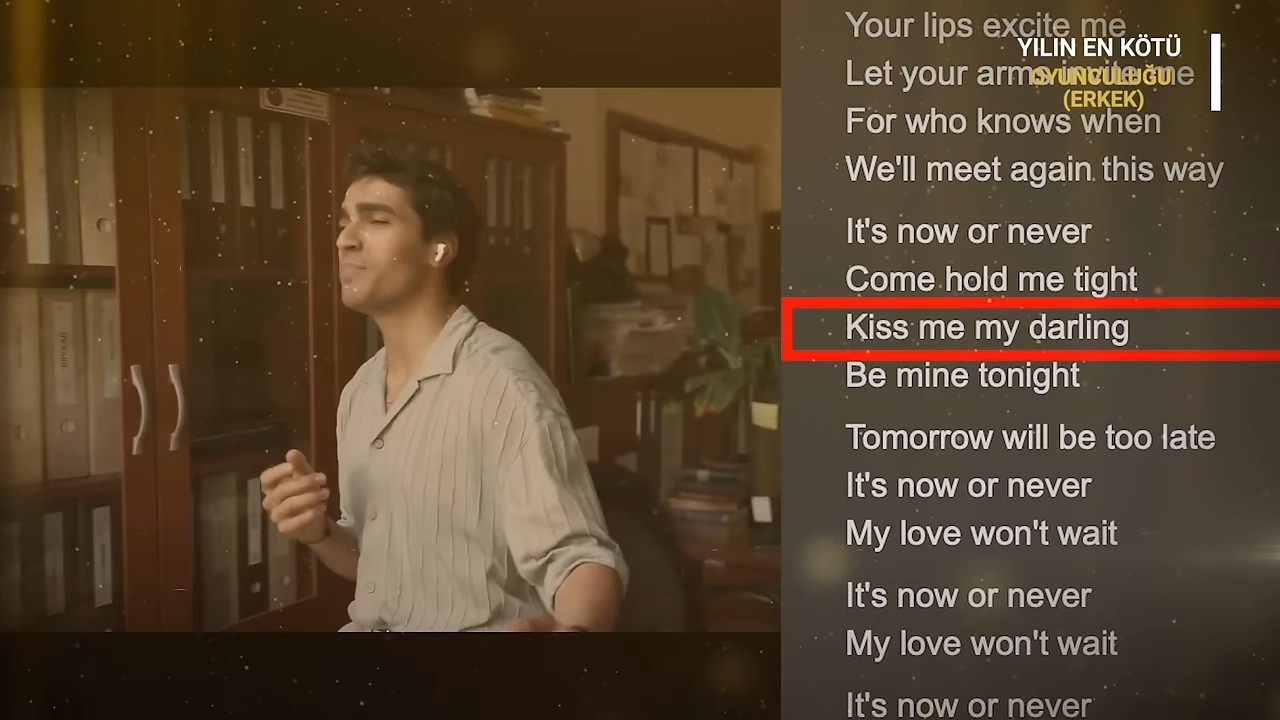 Your lips excite me
YILIN EN KÖTÜ
Let your arms invite me
OYUNCULUĞU
(ERKEK)
For who knows when
We'll meet again this way
It's now or never
Come hold me tight
Kiss me my darling
Be mine tonight
Tomorrow will be too late
It's now or never
My love won't wait
It's now or never
My love won't wait
It's now or never
BIPOLAR